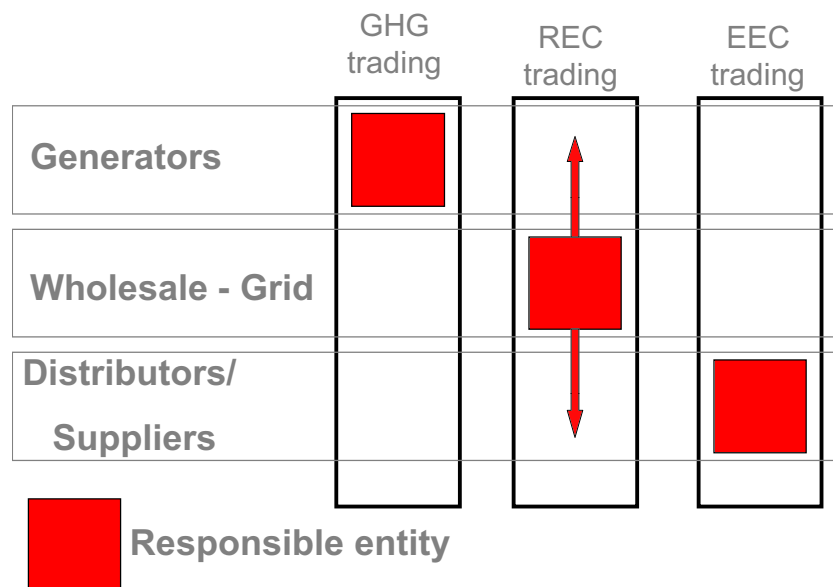 GHG
trading
REC
trading
EEC
trading
Generators
Wholesale - Grid
Distributors/
Suppliers
Responsible entity